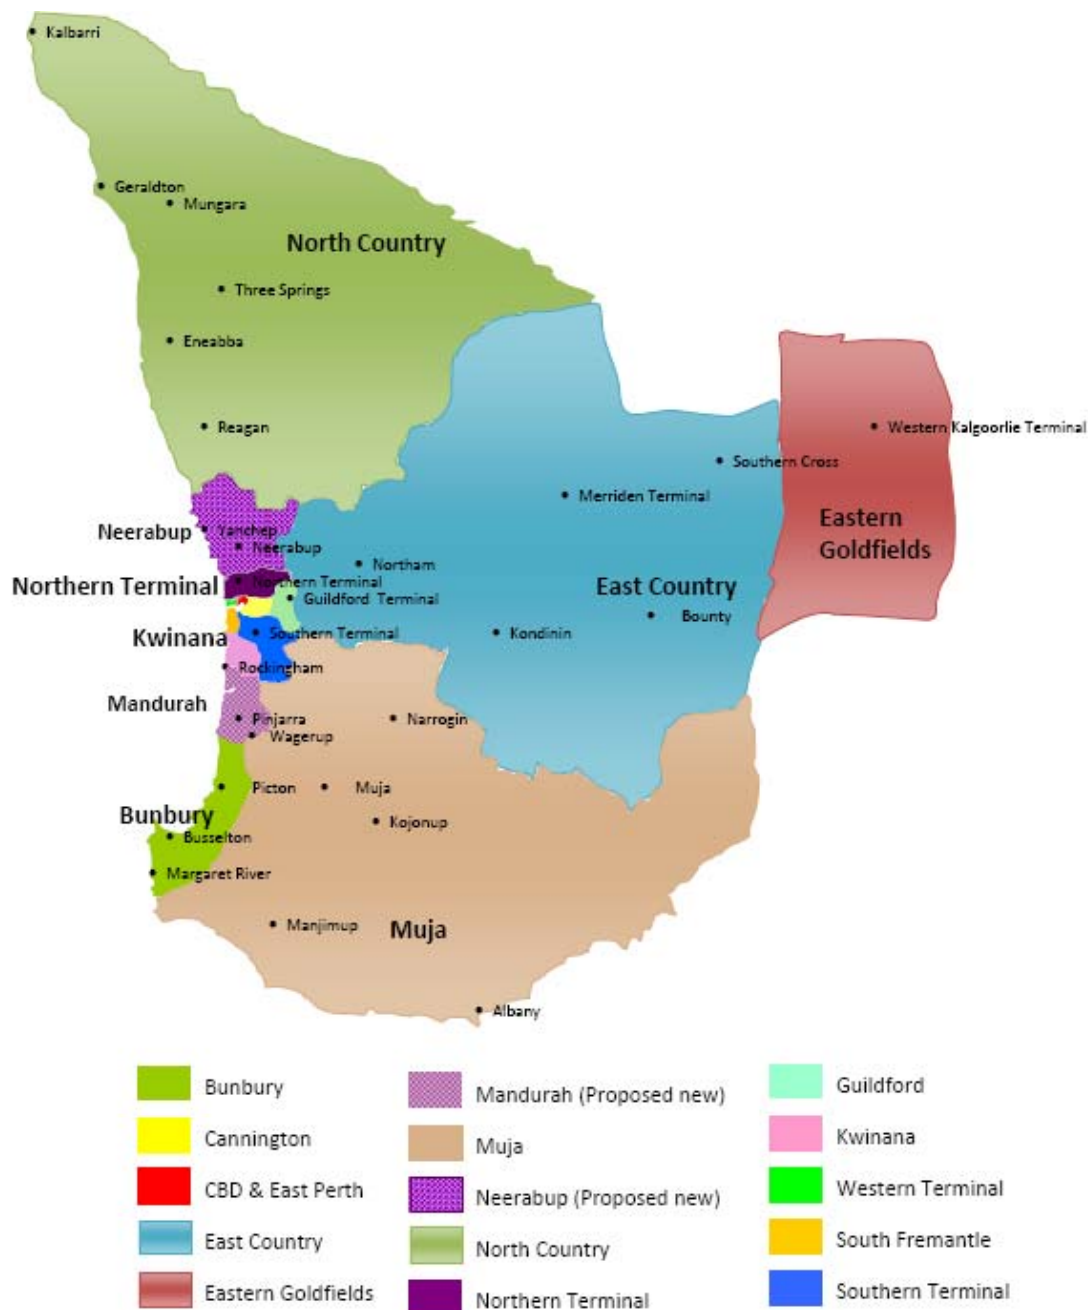 Kalbarri
Geraldton
Mungara
North Country
Three Springs
Eneabba
Reagan
Western Kalgoorlie Terminal
Southern Cross
Merriden Terminal
Eastern
Goldfields
Neerabup
Yanchep
Neerabup
Northam
Northern Terminal
Northern Terminal
Guildford Terminal
East Country
Bounty
Kwinana
Southern Terminal
Kondinin
Rockingham
Mandurah
Pinjarra
Narrogin
Wagerup
Picton
Muja
Bunbury
Kojonup
Busselton
Margaret River
Manjimup
Muja
Albany
Bunbury
Cannington
CBD & East Perth
East Country
Eastern Goldfields
Mandurah (Proposed new)
Muja
Neerabup (Proposed new)
North Country
Northern Terminal
Guildford
Kwinana
Western Terminal
South Fremantle
Southern Terminal